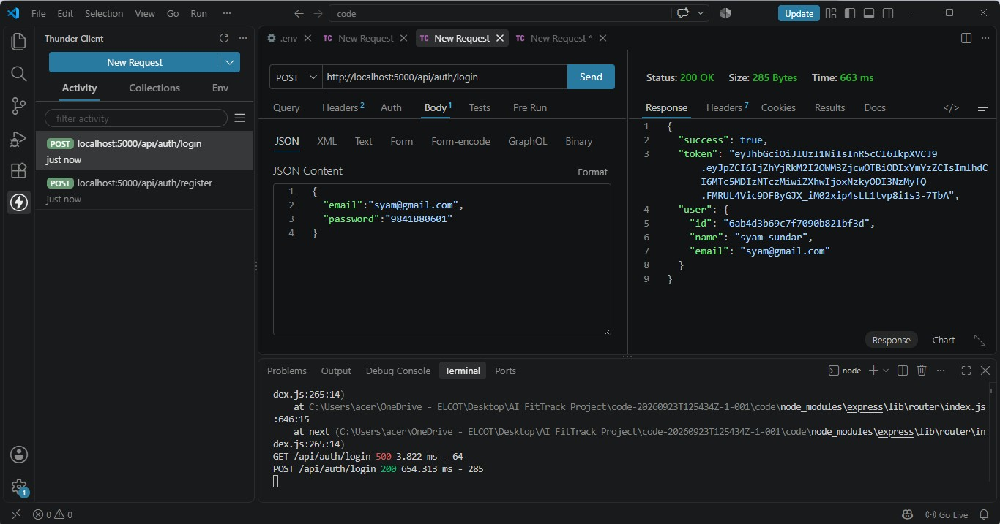 File Edit Selection View Go Run ··· code Update
Thunder Client
New Request
Activity Collections Env
filter activity
POST localhost:5000/api/auth/login
just now
POST localhost:5000/api/auth/register
just now
1
.env TC New Request TC New Request TC New Request *
POST http://localhost:5000/api/auth/login Send
Query Headers 2 Auth Body 1 Tests Pre Run
JSON XML Text Form Form-encode GraphQL Binary
JSON Content Format
1 {
2 "email":"syam@gmail.com",
3 "password":"9841880601"
4 }
Status: 200 OK Size: 285 Bytes Time: 663 ms
Response Headers 7 Cookies Results Docs </>
1 {
2 "success": true,
3 "token": "eyJhbGciOiJIUzI1NiIsInR5cCI6IkpXVCJ9
.eyJpZCI6IjZhYjRkM2I2OWM3ZjcwOTBiODIxYmYzZCIsImlhdC
I6MTc5MDIzNTczMiwiZXhwIjoxNzkyODI3NzMyfQ
.FMRUL4Vic9DFByGJX_iM02xip4sLL1tvp8i1s3-7TbA",
4 "user": {
5 "id": "6ab4d3b69c7f7090b821bf3d",
6 "name": "syam sundar",
7 "email": "syam@gmail.com"
8 }
9 }
Response Chart
Problems Output Debug Console Terminal Ports node
dex.js:265:14)
at C:\Users\acer\OneDrive - ELCOT\Desktop\AI FitTrack Project\code-20260923T125434Z-1-001\code\node_modules\express\lib\router\index.js
:646:15
at next (C:\Users\acer\OneDrive - ELCOT\Desktop\AI FitTrack Project\code-20260923T125434Z-1-001\code\node_modules\express\lib\router\in
dex.js:265:14)
GET /api/auth/login 500 3.822 ms - 64
POST /api/auth/login 200 654.313 ms - 285
0 0 Go Live